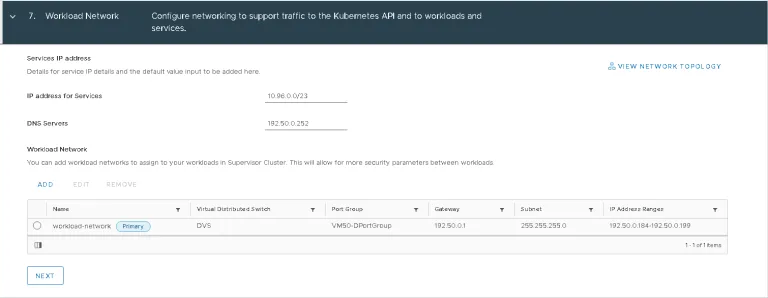 7. Workload Network Configure networking to support traffic to the Kubernetes API and to workloads and
services.
Services IP address
VIEW NETWORK TOPOLOGY
Details for service IP details and the default value input to be added here.
IP address for Services 10.96.0.0/23
DNS Servers 192.50.0.252
Workload Network
You can add workload networks to assign to your workloads in Supervisor Cluster. This will allow for more security parameters between workloads
ADD EDIT REMOVE
Name Virtual Distributed Switch Port Group Gateway Subnet IP Address Ranges
workload-network Primary DVS VM50-DPortGroup 192.50.0.1 255.255.255.0 192.50.0.184-192.50.0.199
1 - 1 of 1 items
NEXT